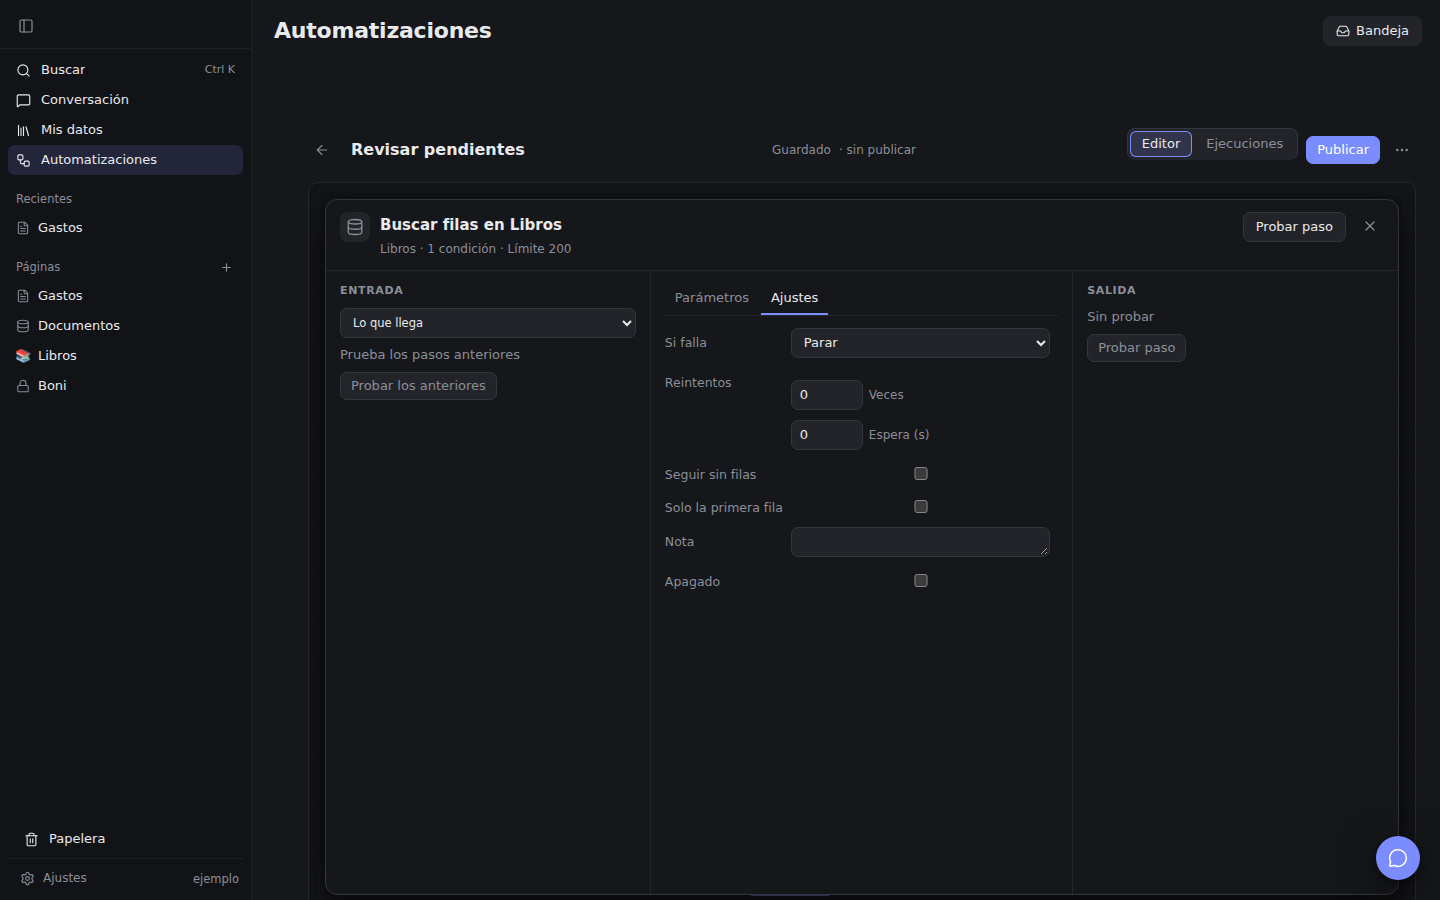 Automatizaciones
Bandeja
Buscar
Ctrl K
Conversación
Mis datos
Automatizaciones
Recientes
Gastos
Páginas
Gastos
Documentos
Libros
Boni
Papelera
Ajustes
ejemplo
Revisar pendientes
Guardado · sin publicar
Editor
Ejecuciones
Publicar
Buscar filas en Libros
Libros · 1 condición · Límite 200
Probar paso
ENTRADA
Lo que llega
Prueba los pasos anteriores
Probar los anteriores
Parámetros
Ajustes
Si falla
Parar
Reintentos
0 Veces
0 Espera (s)
Seguir sin filas
Solo la primera fila
Nota
Apagado
SALIDA
Sin probar
Probar paso